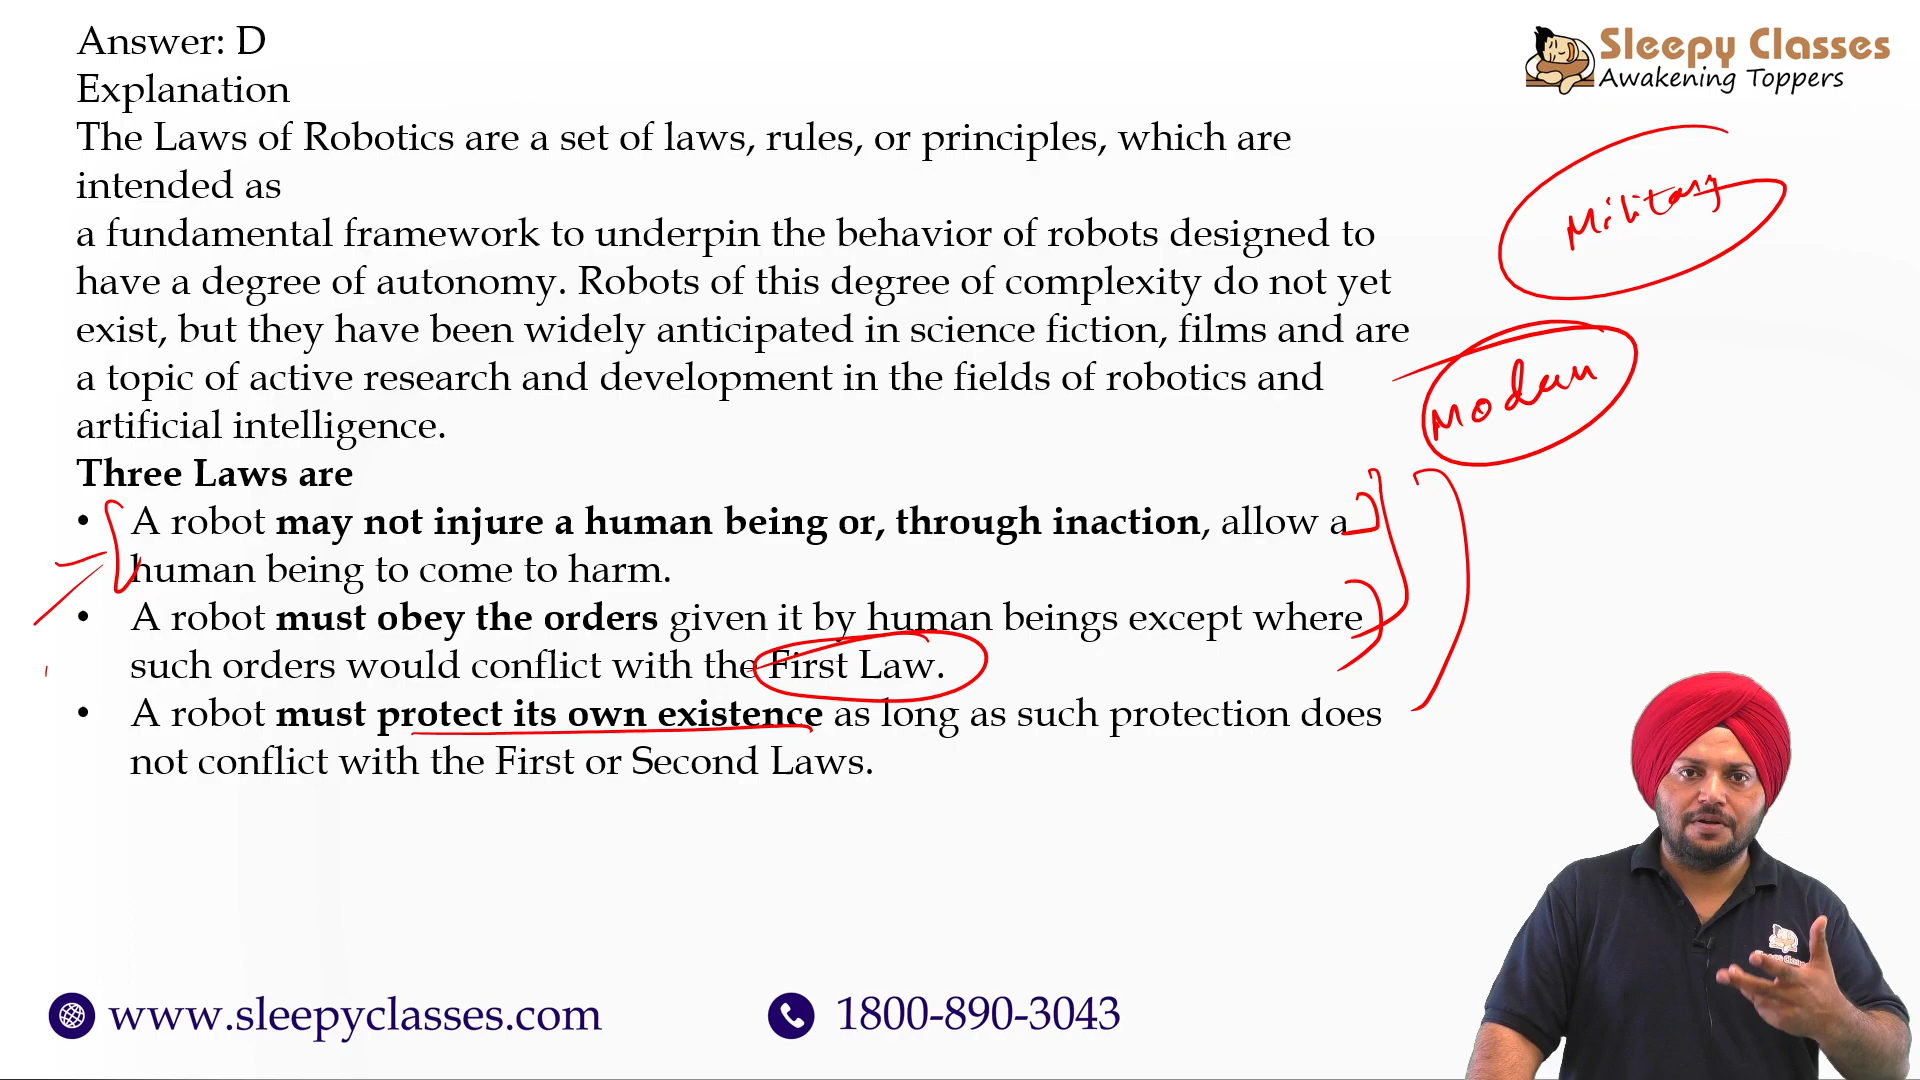 Answer: D
Explanation
The Laws of Robotics are a set of laws, rules, or principles, which are
intended as
a fundamental framework to underpin the behavior of robots designed to
have a degree of autonomy. Robots of this degree of complexity do not yet
exist, but they have been widely anticipated in science fiction, films and are
a topic of active research and development in the fields of robotics and
artificial intelligence.
Three Laws are
• A robot may not injure a human being or, through inaction, allow a
human being to come to harm.
• A robot must obey the orders given it by human beings except where
such orders would conflict with the First Law.
• A robot must protect its own existence as long as such protection does
not conflict with the First or Second Laws.
Sleepy Classes
Awakening Toppers
Military
Modern
www.sleepyclasses.com
1800-890-3043